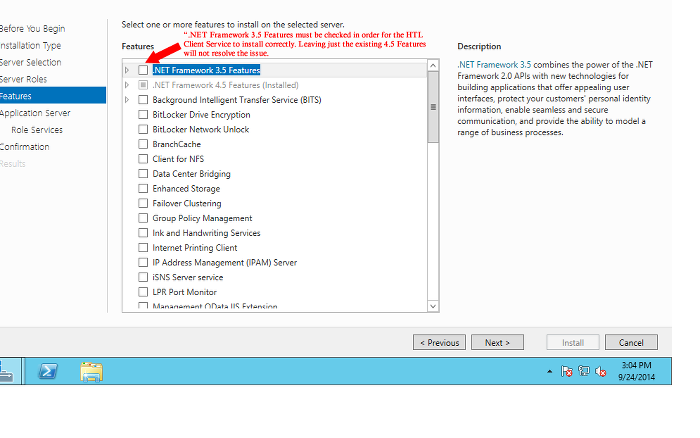 Before You Begin
Installation Type
Server Selection
Server Roles
Features
Application Server
Role Services
Confirmation
Results
Select one or more features to install on the selected server.
Features
".NET Framework 3.5 Features must be checked in order for the HTL
Client Service to install correctly. Leaving just the existing 4.5 Features
will not resolve the issue.
.NET Framework 3.5 Features
.NET Framework 4.5 Features (Installed)
Background Intelligent Transfer Service (BITS)
BitLocker Drive Encryption
BitLocker Network Unlock
BranchCache
Client for NFS
Data Center Bridging
Enhanced Storage
Failover Clustering
Group Policy Management
Ink and Handwriting Services
Internet Printing Client
IP Address Management (IPAM) Server
iSNS Server service
LPR Port Monitor
Management OData IIS Extension
Description
.NET Framework 3.5 combines the power of the .NET
Framework 2.0 APIs with new technologies for
building applications that offer appealing user
interfaces, protect your customers' personal identity
information, enable seamless and secure
communication, and provide the ability to model a
range of business processes.
< Previous
Next >
Install
Cancel
3:04 PM
9/24/2014